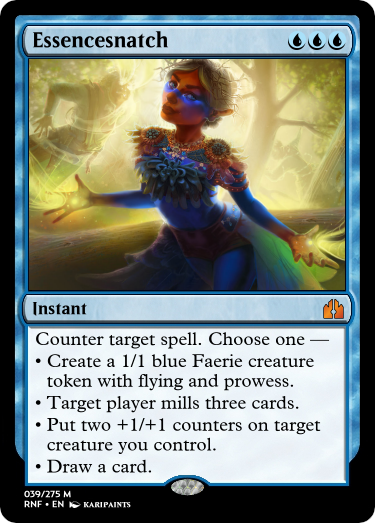 Essencesnatch
Instant
Counter target spell. Choose one —
• Create a 1/1 blue Faerie creature
token with flying and prowess.
• Target player mills three cards.
• Put two +1/+1 counters on target
creature you control.
• Draw a card.
039/275 M
RNF • EN KARIPAINTS